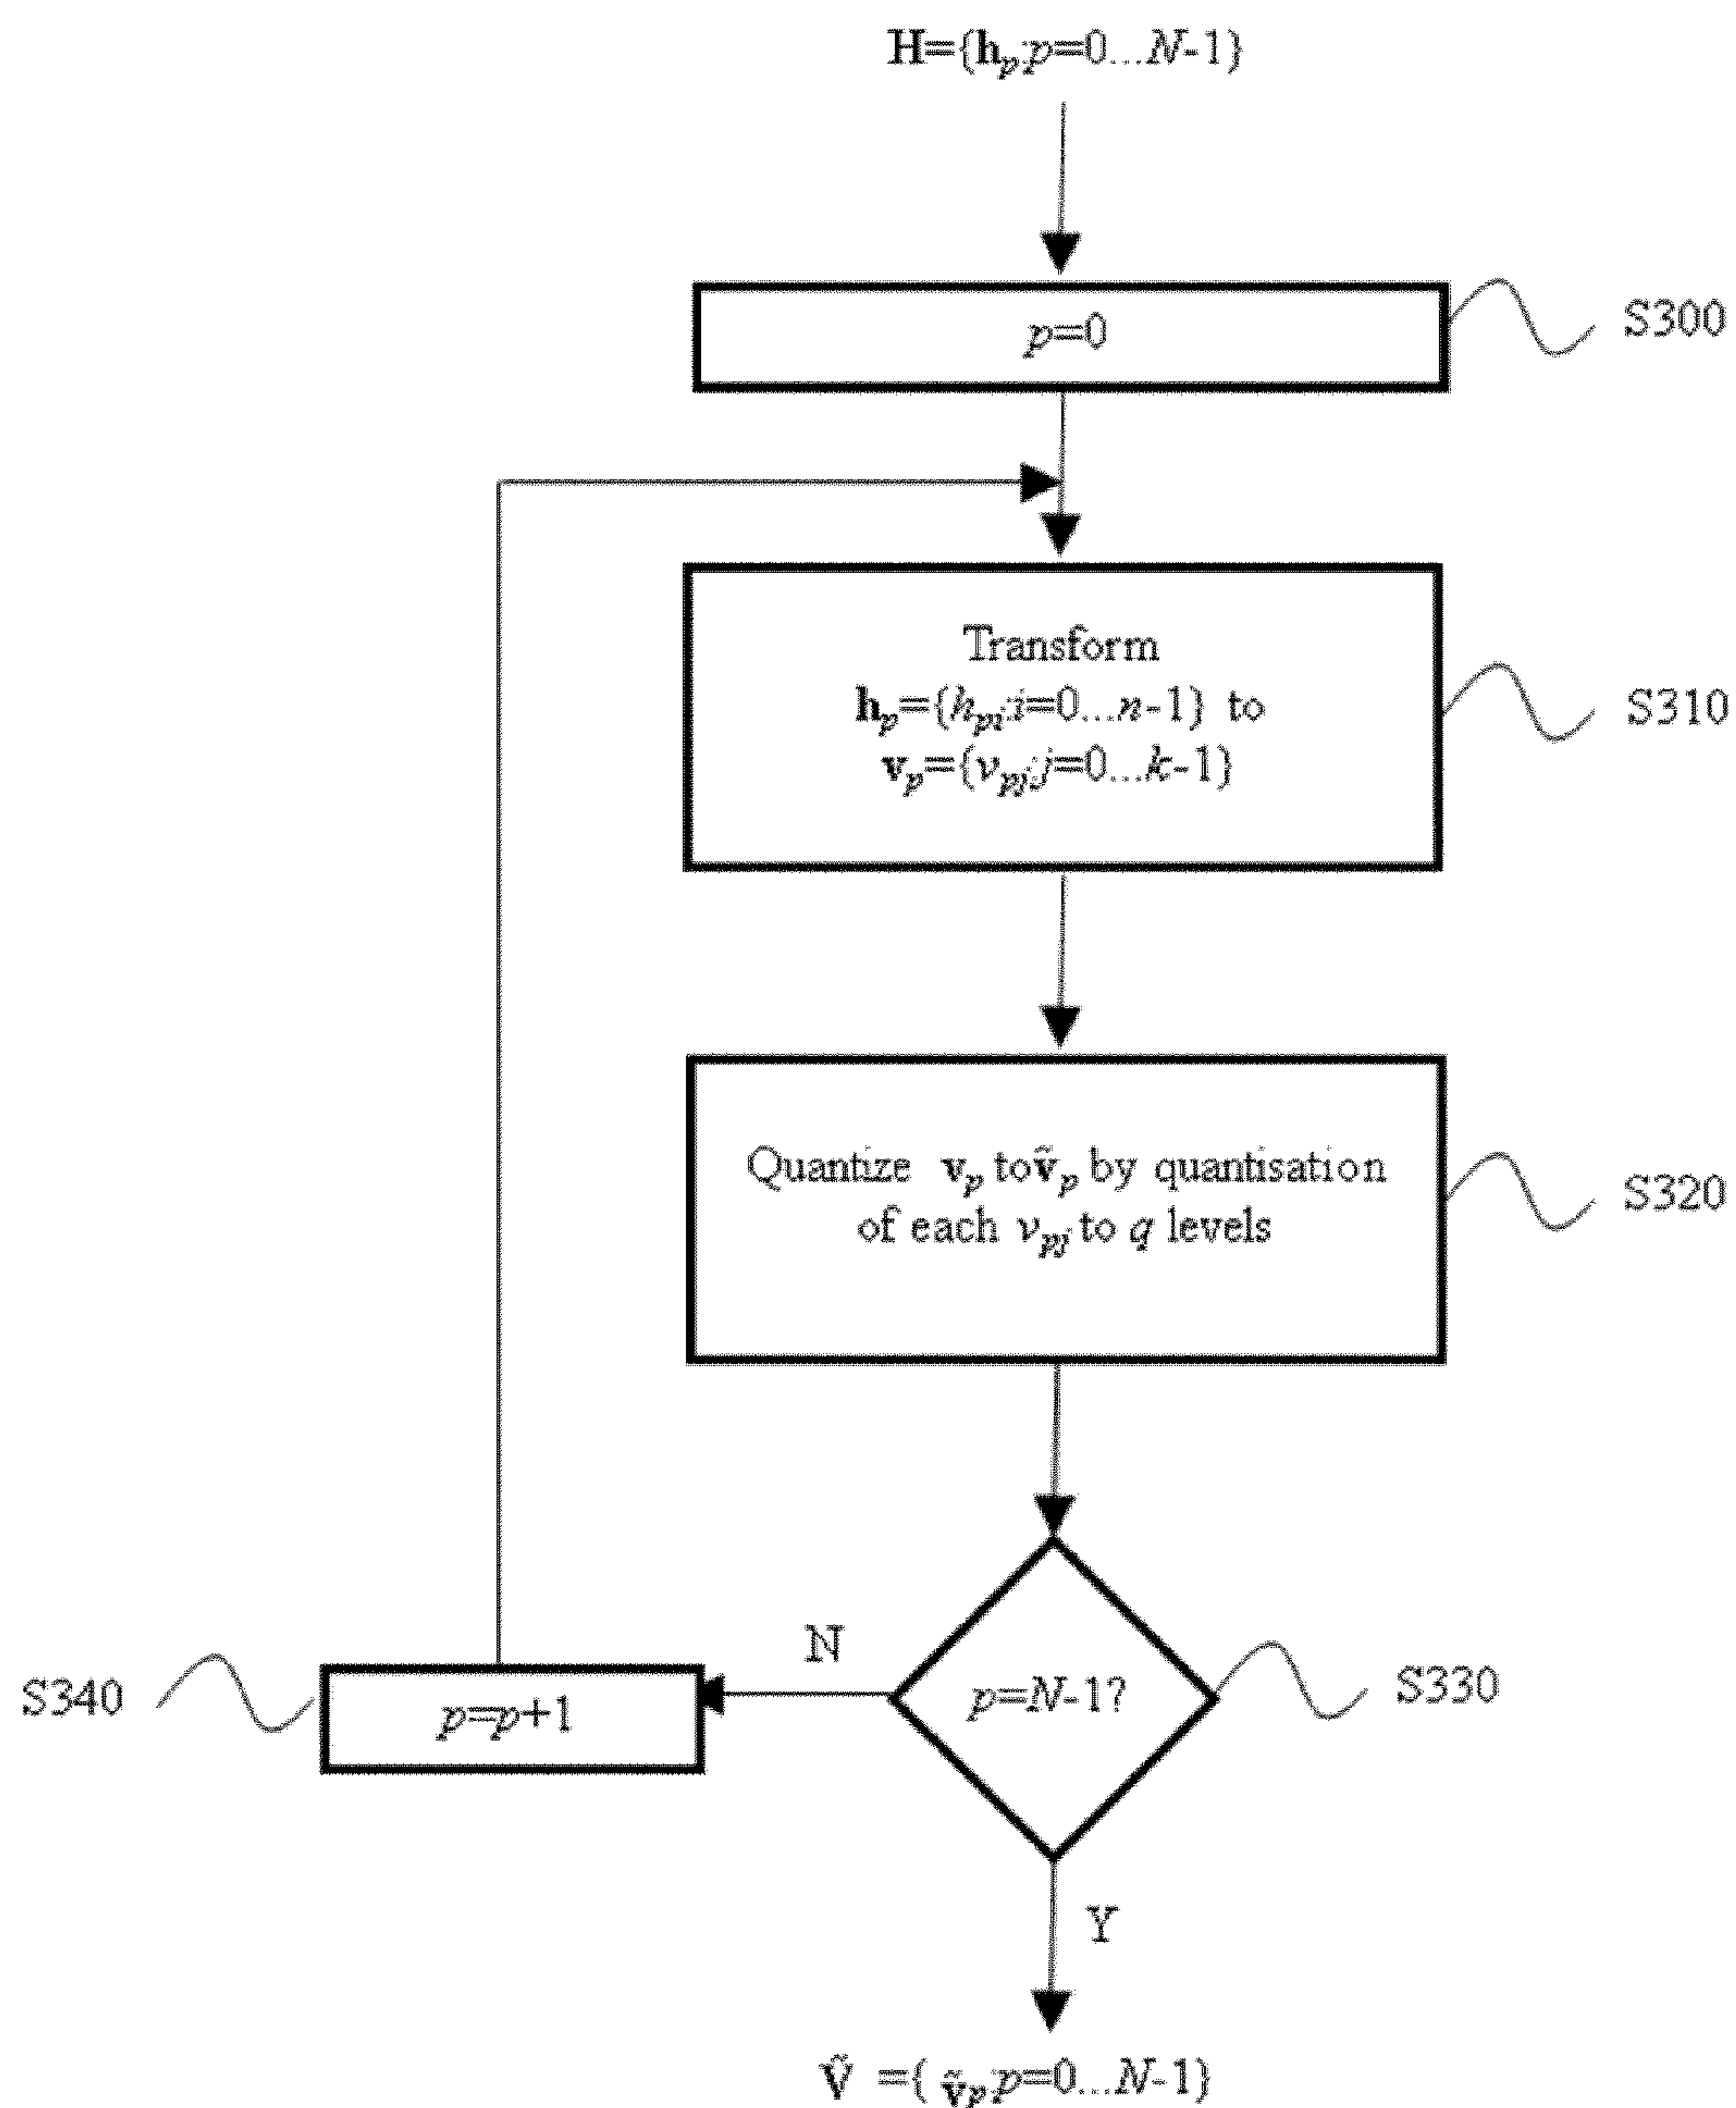 H={h_p:p=0...N-1}
p=0
S300
Transform
h_p={h_pi:i=0...n-1} to
v_p={v_pj:j=0...k-1}
S310
Quantize v_p to ṽ_p by quantisation
of each v_pj to q levels
S320
p=N-1?
S330
N
p=p+1
S340
Y
Ṽ ={ ṽ_p:p=0...N-1}